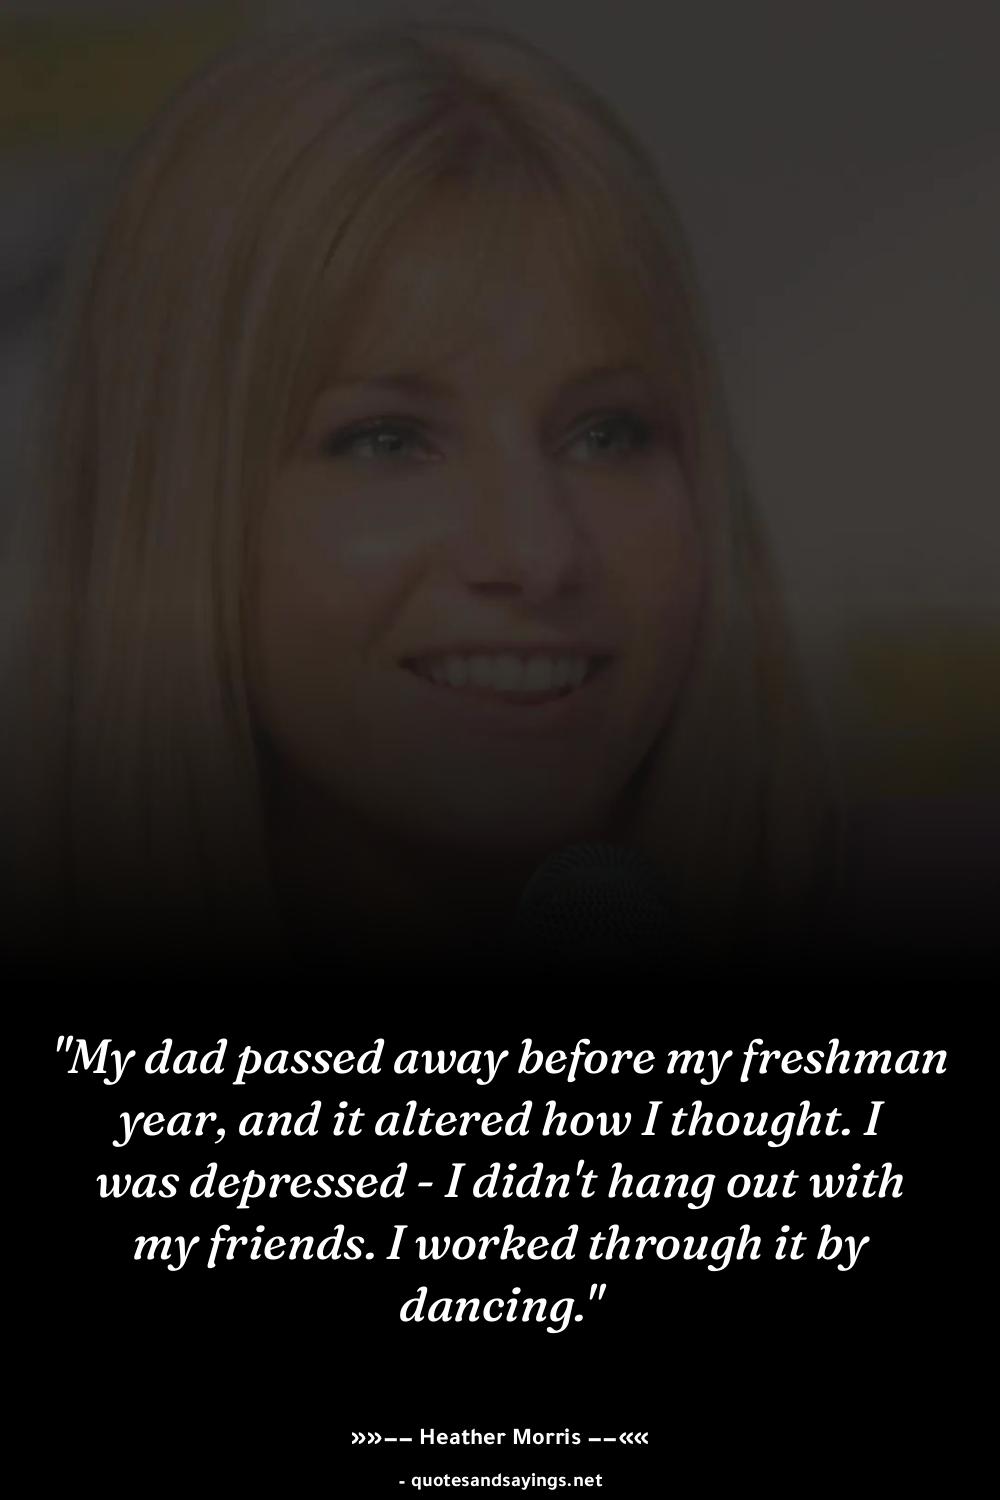 "My dad passed away before my freshman
year, and it altered how I thought. I
was depressed - I didn't hang out with
my friends. I worked through it by
dancing."
»»–– Heather Morris ––««
- quotesandsayings.net